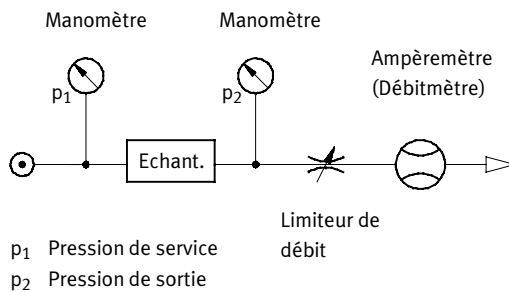 Manomètre
Manomètre
Ampèremètre
(Débitmètre)
p1
p2
Echant.
Limiteur de
débit
p1 Pression de service
p2 Pression de sortie